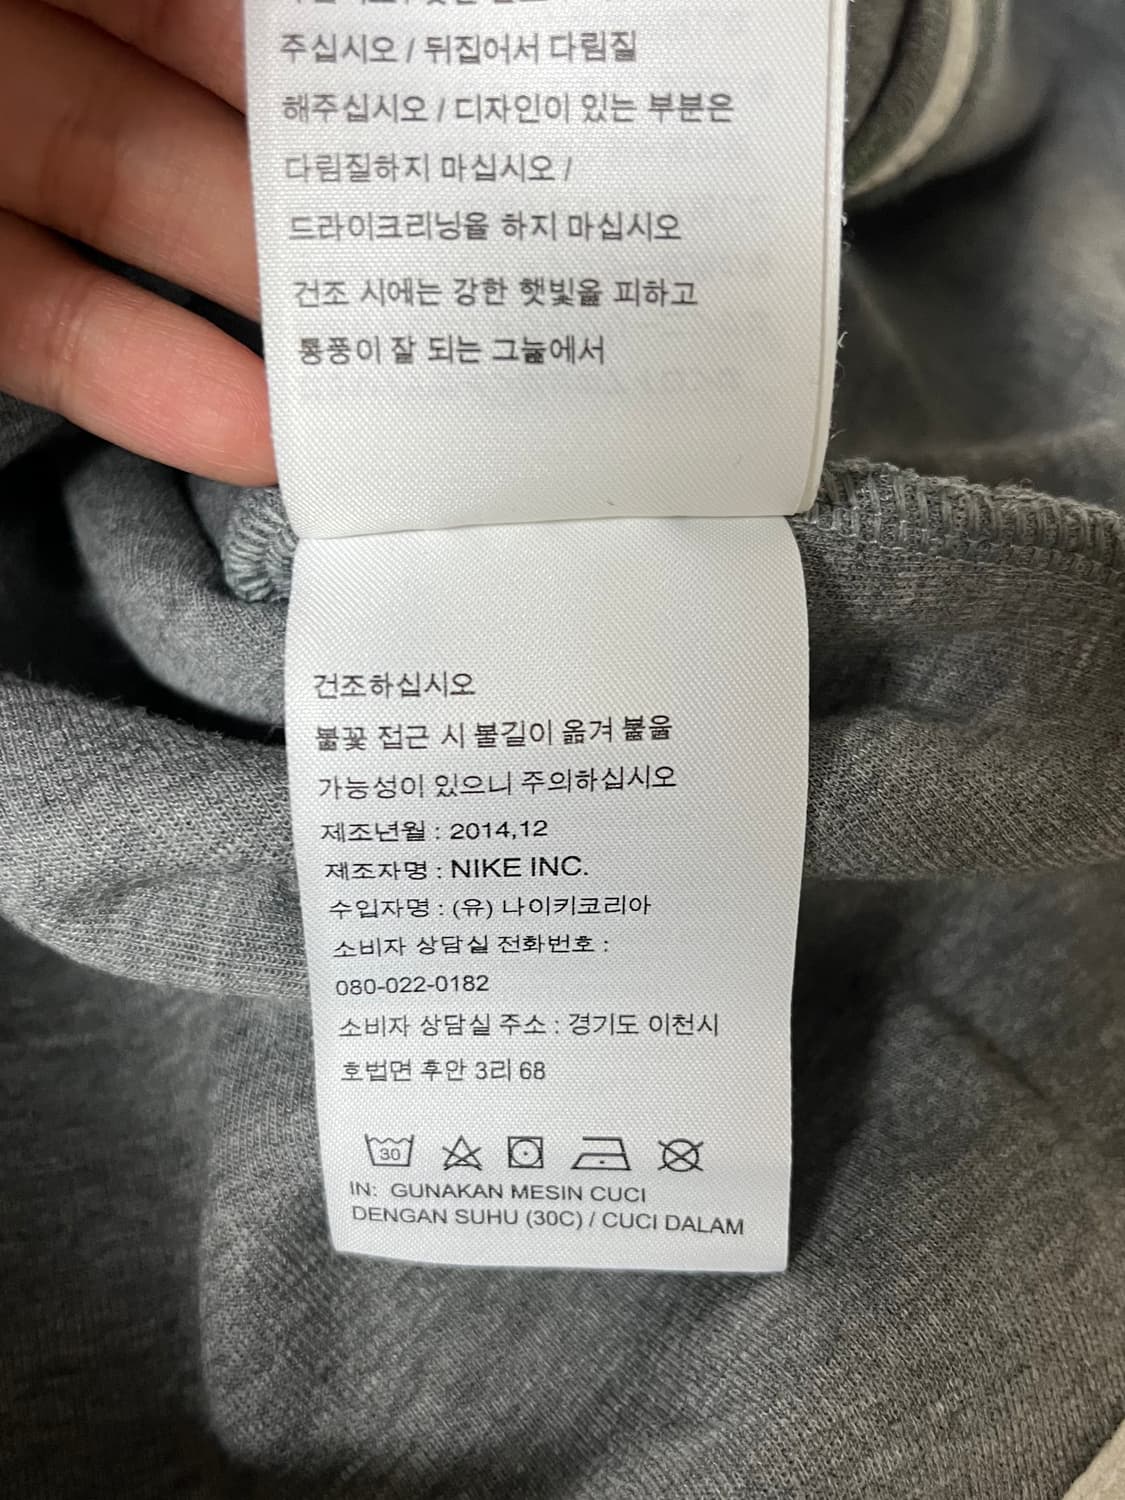 주십시오 / 뒤집어서 다림질
해주십시오 / 디자인이 있는 부분은
다림질하지 마십시오 /
드라이크리닝을 하지 마십시오
건조 시에는 강한 햇빛을 피하고
통풍이 잘 되는 그늘에서
건조하십시오
불꽃 접근 시 불길이 옮겨 붙을
가능성이 있으니 주의하십시오
제조년월 : 2014,12
제조자명 : NIKE INC.
수입자명 : (유) 나이키코리아
소비자 상담실 전화번호 :
080-022-0182
소비자 상담실 주소 : 경기도 이천시
호법면 후안 3리 68
30
IN: GUNAKAN MESIN CUCI
DENGAN SUHU (30C) / CUCI DALAM